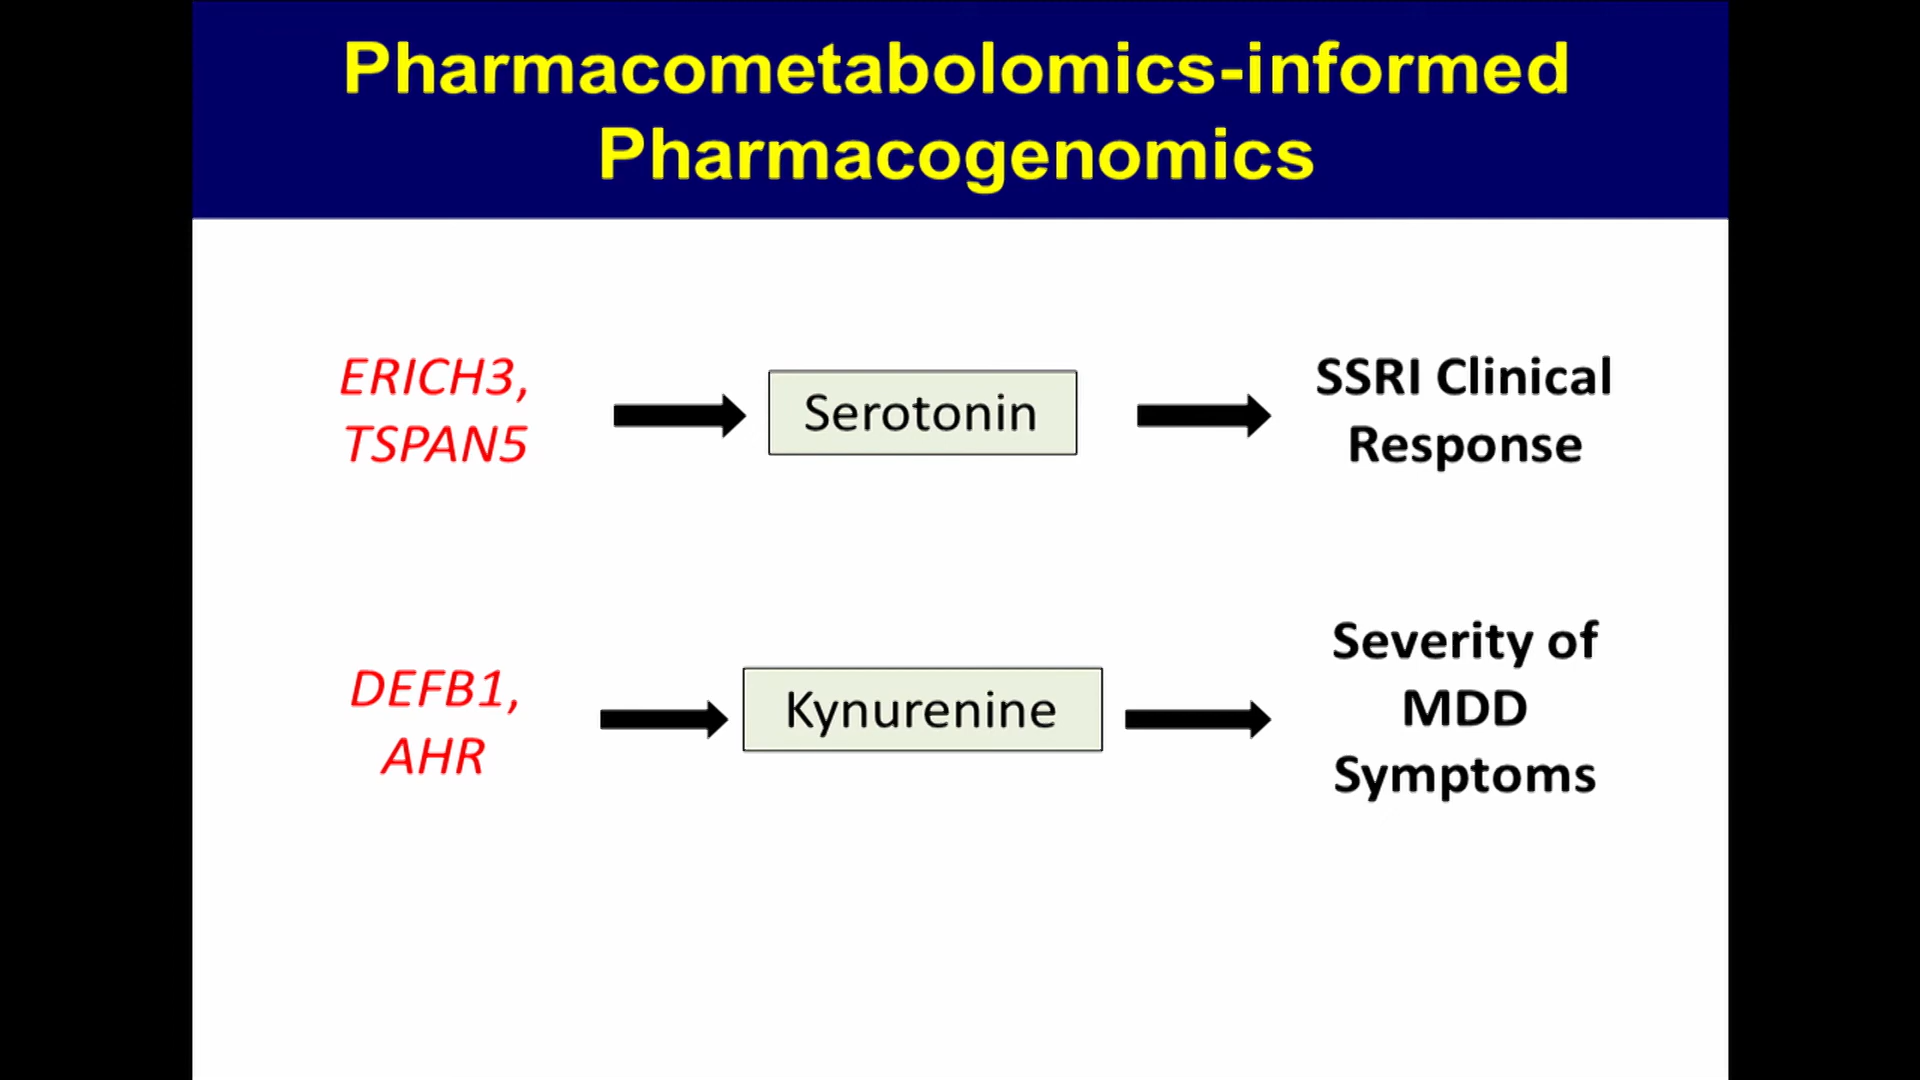 Pharmacometabolomics-informed
Pharmacogenomics
ERICH3,
TSPAN5
Serotonin
SSRI Clinical
Response
DEFB1,
AHR
Kynurenine
Severity of
MDD
Symptoms